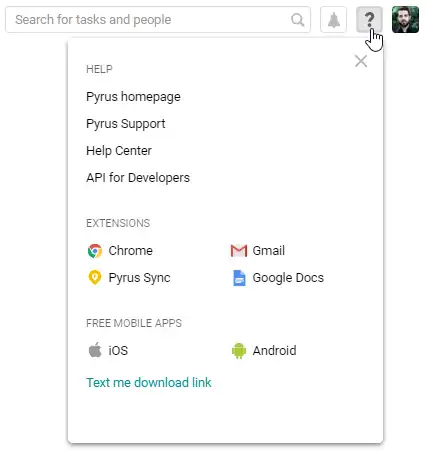 Search for tasks and people
?
HELP
Pyrus homepage
Pyrus Support
Help Center
API for Developers
EXTENSIONS
Chrome Gmail
Pyrus Sync Google Docs
FREE MOBILE APPS
iOS Android
Text me download link